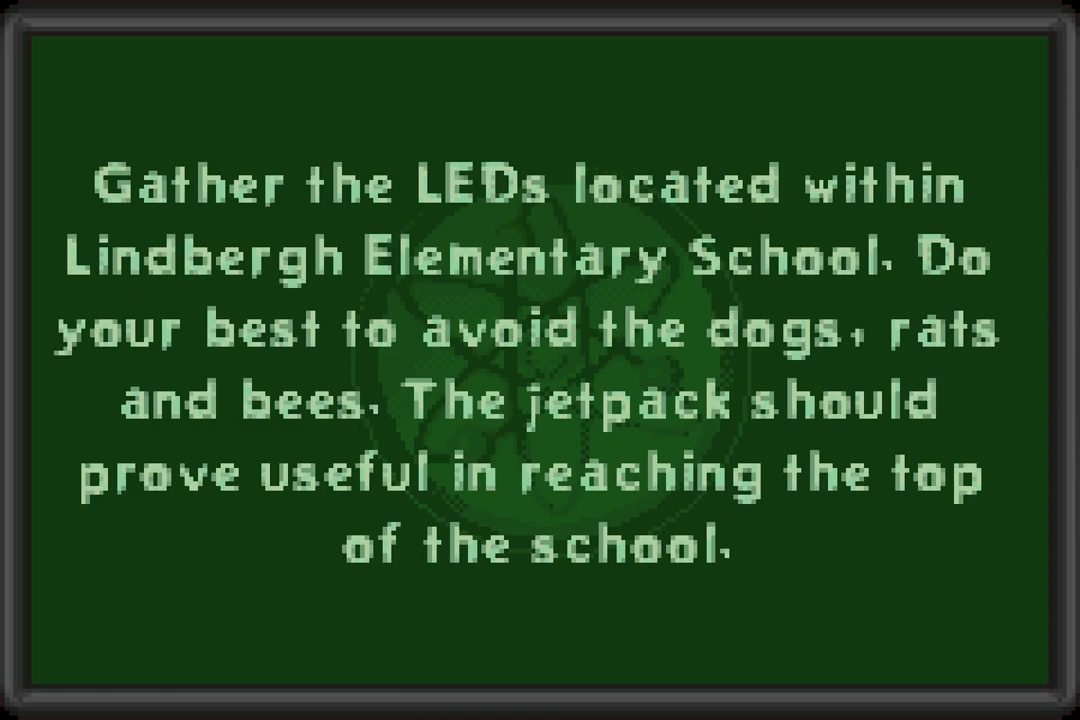 Gather the LEDs located within
Lindbergh Elementary School. Do
your best to avoid the dogs, rats
and bees. The jetpack should
prove useful in reaching the top
of the school.